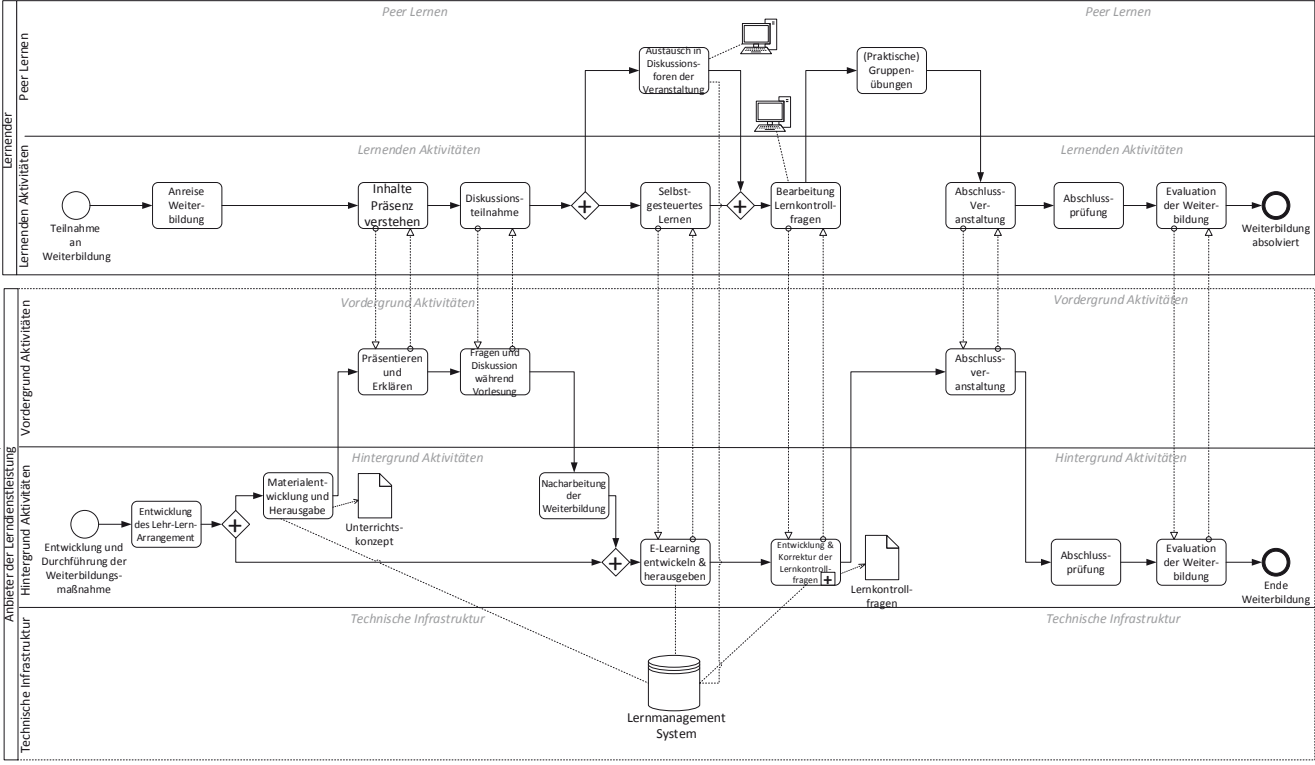 Lernender
Peer Lernen
Peer Lernen
Peer Lernen
Austausch in
Diskussions-
foren der
Veranstaltung
(Praktische)
Gruppen-
übungen
Lernenden Aktivitäten
Lernenden Aktivitäten
Lernenden Aktivitäten
Teilnahme
an
Weiterbildung
Anreise
Weiter-
bildung
Inhalte
Präsenz
verstehen
Diskussions-
teilnahme
Selbst-
gesteuertes
Lernen
Bearbeitung
Lernkontroll-
fragen
Abschluss-
Ver-
anstaltung
Abschluss-
prüfung
Evaluation
der Weiter-
bildung
Weiterbildung
absolviert
Anbieter der Lerndienstleistung
Vordergrund Aktivitäten
Vordergrund Aktivitäten
Vordergrund Aktivitäten
Präsentieren
und
Erklären
Fragen und
Diskussion
während
Vorlesung
Abschluss-
ver-
anstaltung
Hintergrund Aktivitäten
Hintergrund Aktivitäten
Hintergrund Aktivitäten
Entwicklung und
Durchführung der
Weiterbildungs-
maßnahme
Entwicklung
des Lehr-Lern-
Arrangement
Materialent-
wicklung und
Herausgabe
Unterrichts-
konzept
Nacharbeitung
der
Weiterbildung
E-Learning
entwickeln &
herausgeben
Entwicklung &
Korrektur der
Lernkontroll-
fragen
Lernkontroll-
fragen
Abschluss-
prüfung
Evaluation
der Weiter-
bildung
Ende
Weiterbildung
Technische Infrastruktur
Technische Infrastruktur
Technische Infrastruktur
Lernmanagement
System